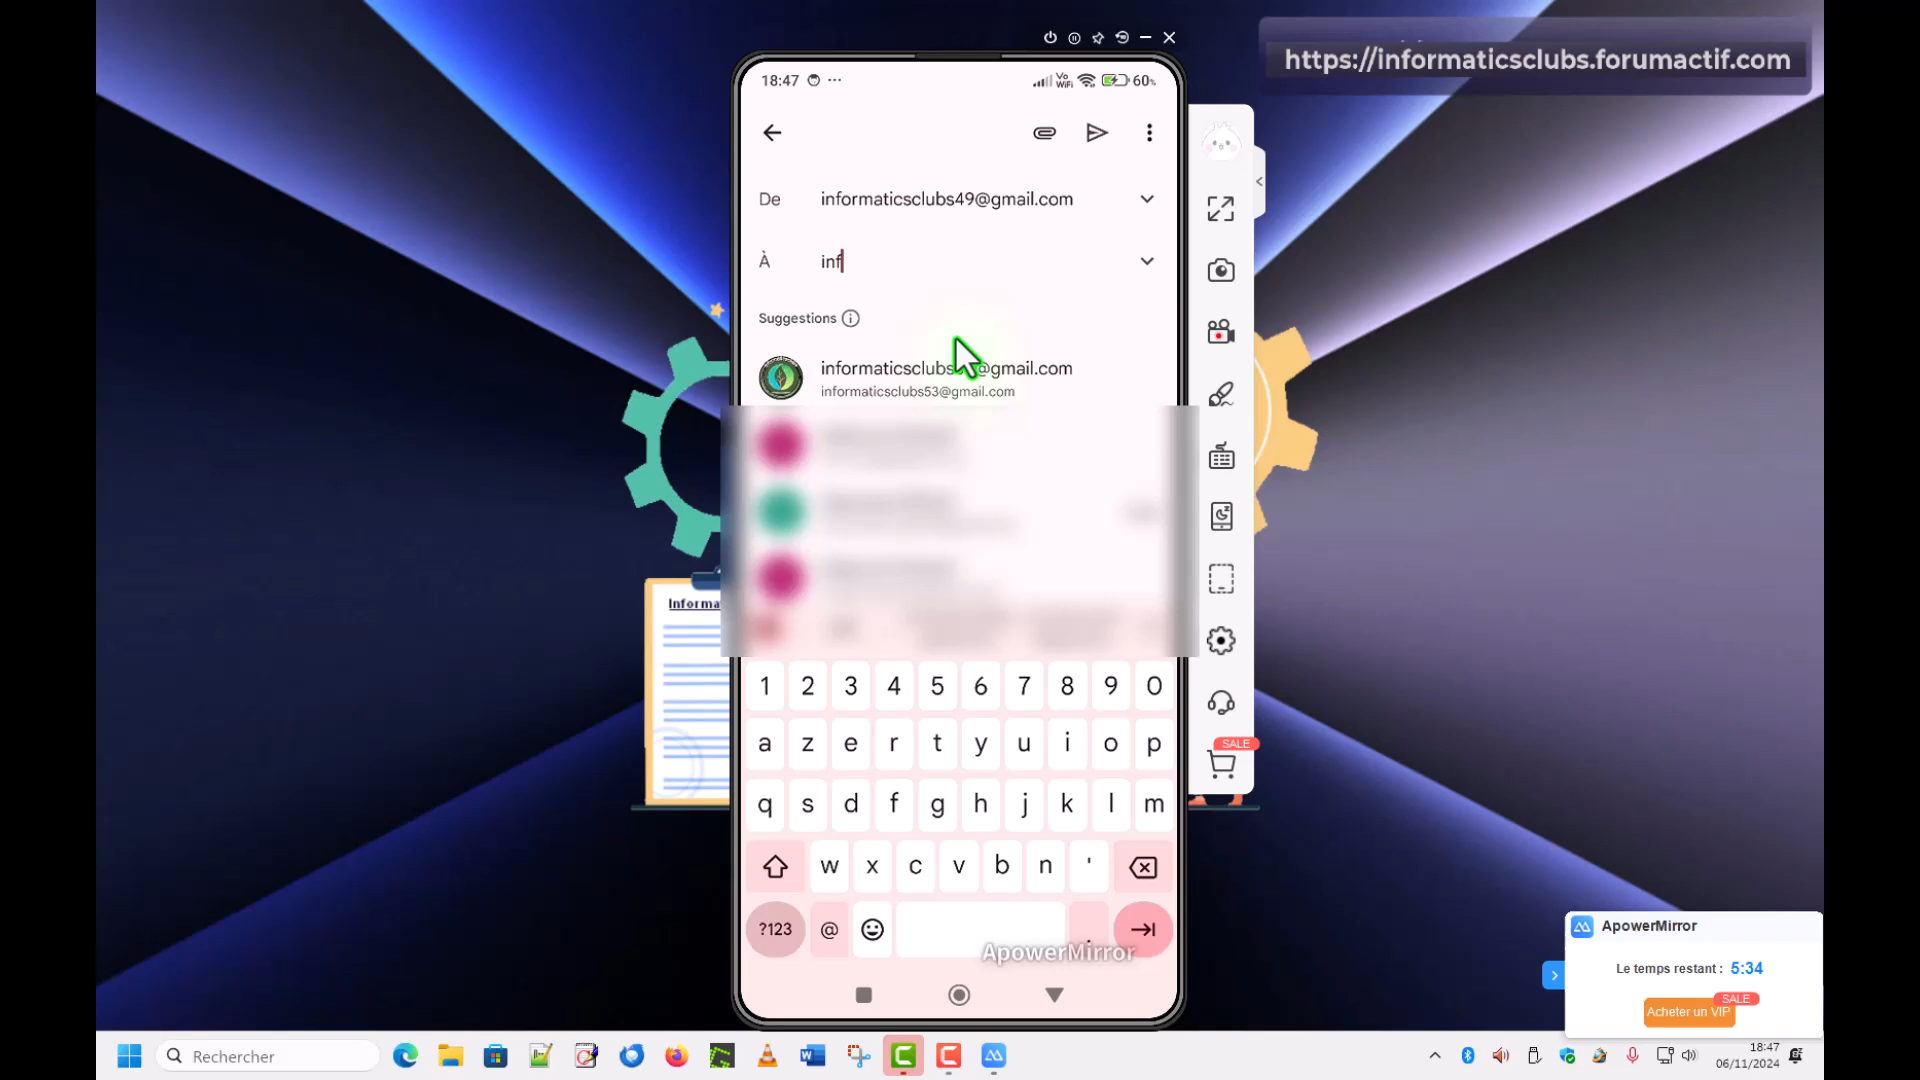 https://informaticsclubs.forumactif.com
18:47
Vo WiFi
60%
De informaticsclubs49@gmail.com
À inf
Suggestions
@gmail.com
informaticsclubs53@gmail.com
Informa
1 2 3 4 5 6 7 8 9 0
a z e r t y u i o p
q s d f g h j k l m
w x c v b n '
?123 @ .
ApowerMirror
SALE
ApowerMirror
Le temps restant : 5:34
SALE
Acheter un VIP
Rechercher
18:47
06/11/2024